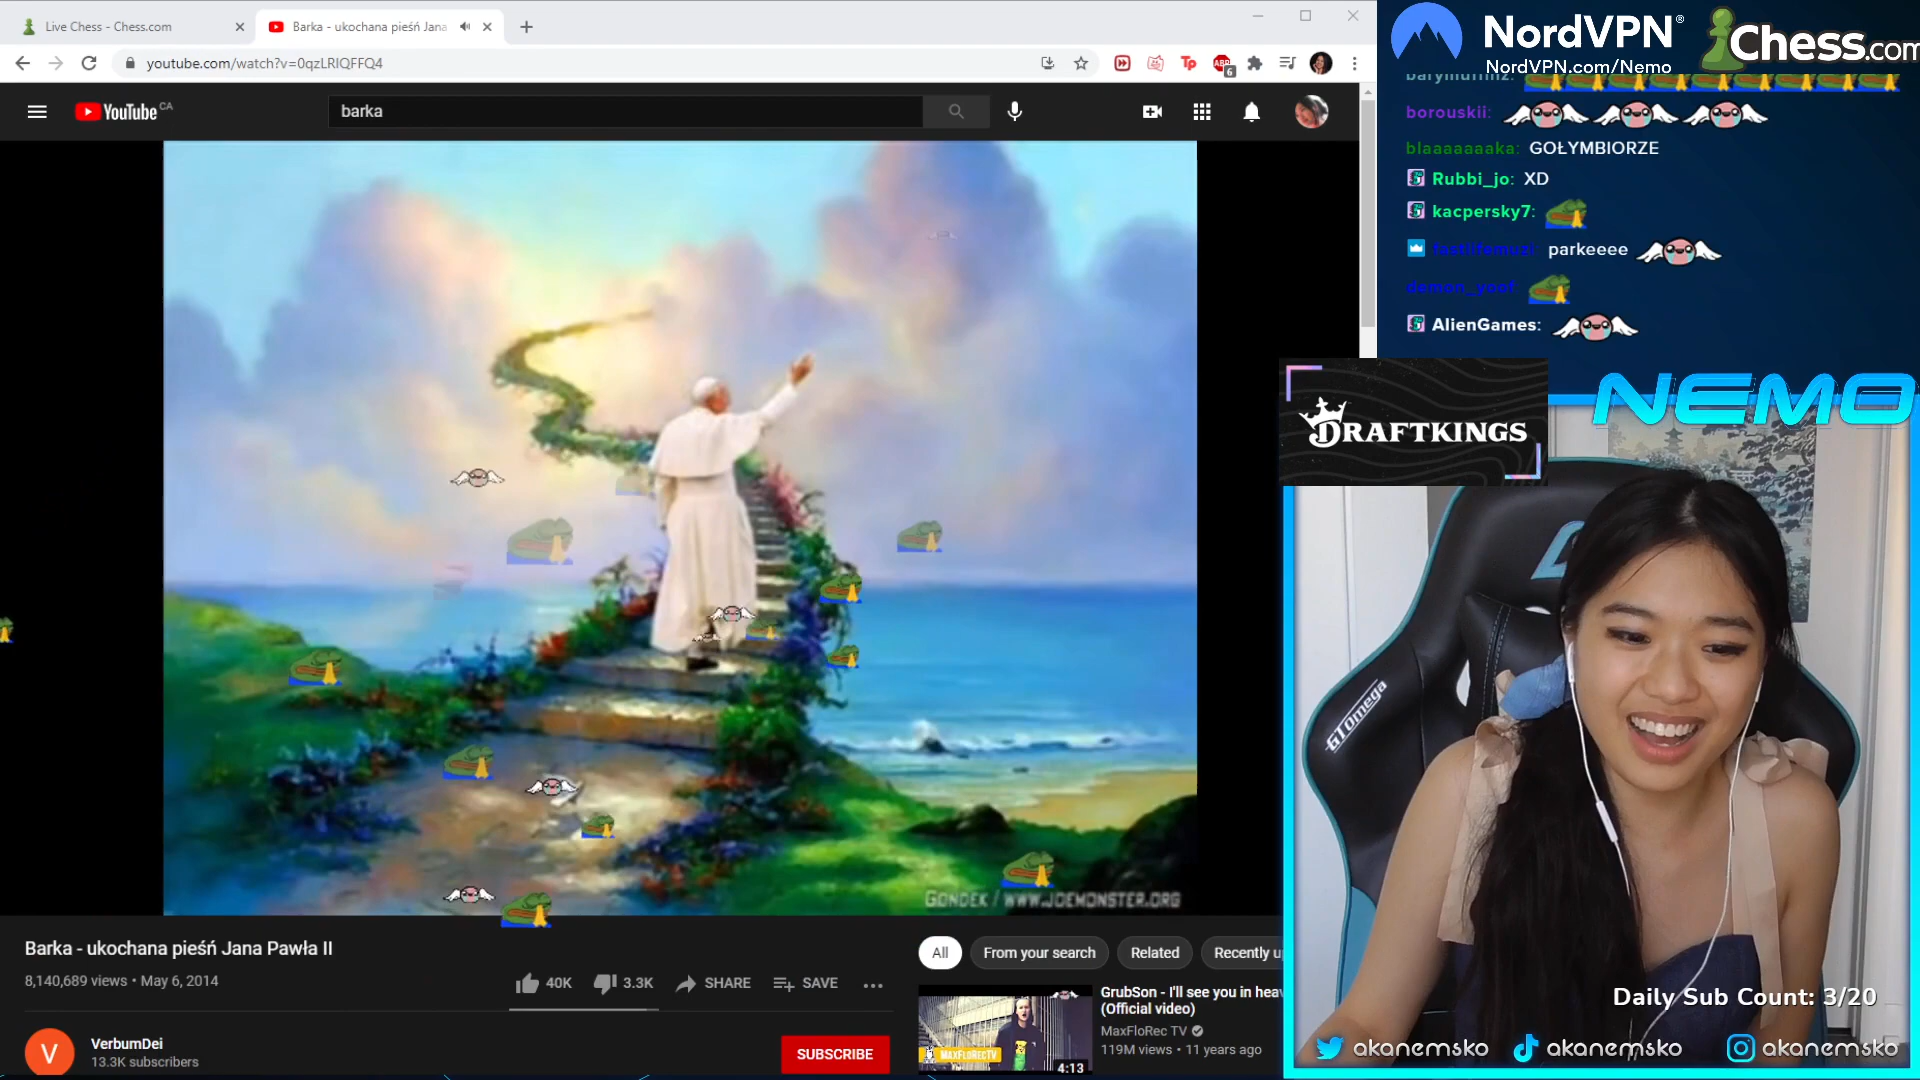 Live Chess - Chess.com
Barka - ukochana pieśń Jana
youtube.com/watch?v=0qzLRIQFFQ4
YouTube CA
barka
GONDEK / WWW.JOEMONSTER.ORG
Barka - ukochana pieśń Jana Pawła II
8,140,689 views • May 6, 2014
40K
3.3K
SHARE
SAVE
V
VerbumDei
13.3K subscribers
SUBSCRIBE
All
From your search
Related
Recently
GrubSon - I'll see you in
(Official video)
MaxFloRec TV
119M views • 11 years ago
MAXFLORECTV
4:13
NordVPN®
NordVPN.com/Nemo
Chess.com
borouskii:
blaaaaaaaka: GOŁYMBIORZE
Rubbi_jo: XD
kacpersky7:
parkeeee
demon_yoof
AlienGames:
DRAFTKINGS
NEMO
GTOmega
Daily Sub Count: 3/20
akanemsko
akanemsko
akanemsko